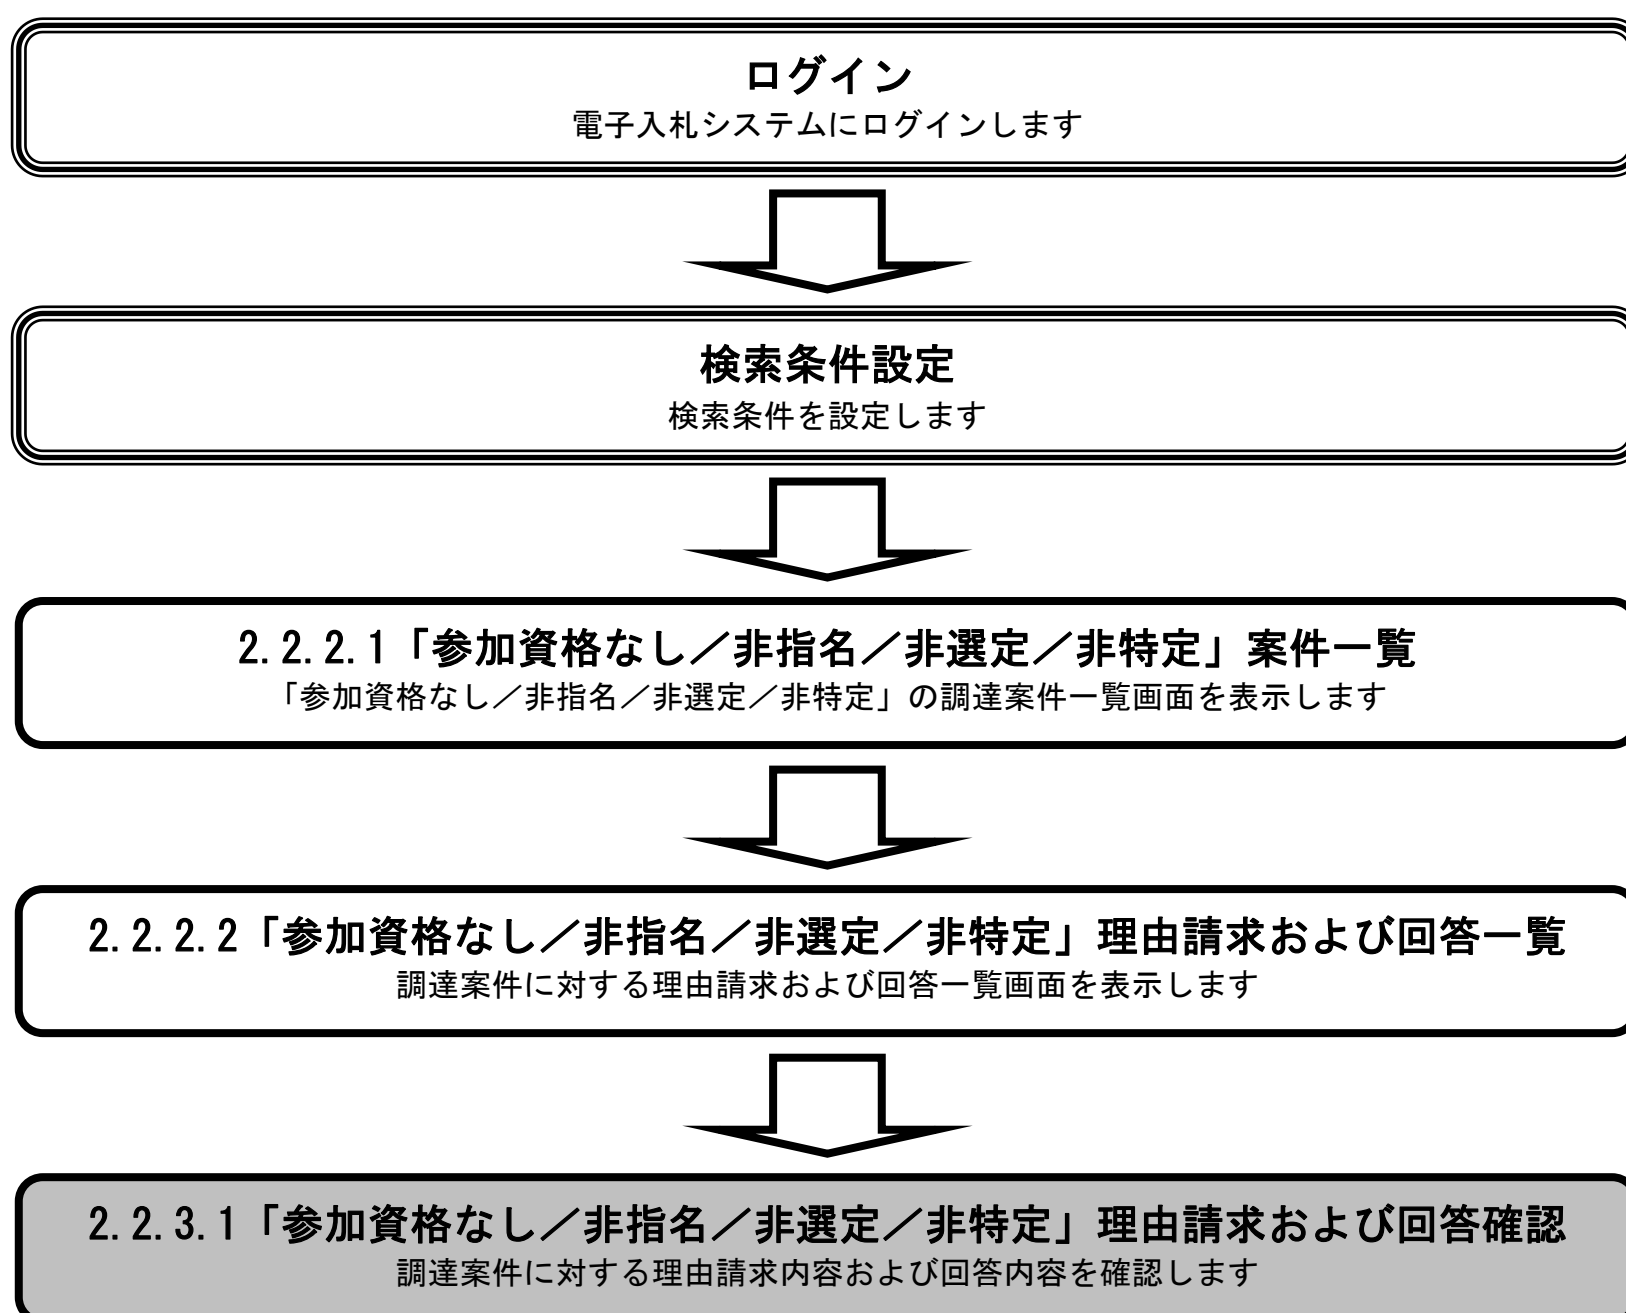 ログイン
電子入札システムにログインします
検索条件設定
検索条件を設定します
2.2.2.1「参加資格なし／非指名／非選定／非特定」案件一覧
「参加資格なし／非指名／非選定／非特定」の調達案件一覧画面を表示します
2.2.2.2「参加資格なし／非指名／非選定／非特定」理由請求および回答一覧
調達案件に対する理由請求および回答一覧画面を表示します
2.2.3.1「参加資格なし／非指名／非選定／非特定」理由請求および回答確認
調達案件に対する理由請求内容および回答内容を確認します